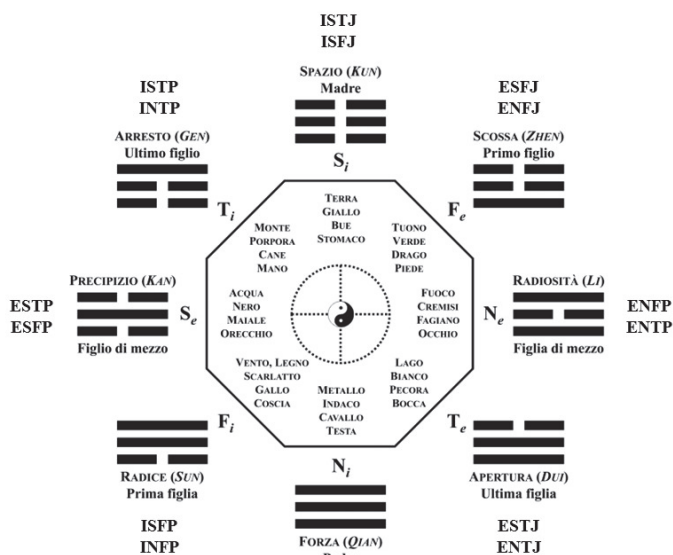 ISTJ
ISFJ
SPAZIO (KUN)
Madre
Si
ISTP
INTP
ARRESTO (GEN)
Ultimo figlio
Ti
ESFJ
ENFJ
SCOSSA (ZHEN)
Primo figlio
Fe
TERRA
GIALLO
BUE
STOMACO
MONTE
PORPORA
CANE
MANO
TUONO
VERDE
DRAGO
PIEDE
ESTP
ESFP
PRECIPIZIO (KAN)
Figlio di mezzo
Se
ACQUA
NERO
MAIALE
ORECCHIO
FUOCO
CREMISI
FAGIANO
OCCHIO
Ne
RADIOSITÀ (LI)
Figlia di mezzo
ENFP
ENTP
VENTO, LEGNO
SCARLATTO
GALLO
COSCIA
METALLO
INDACO
CAVALLO
TESTA
LAGO
BIANCO
PECORA
BOCCA
Fi
RADICE (SUN)
Prima figlia
ISFP
INFP
Ni
FORZA (QIAN)
Te
APERTURA (DUI)
Ultima figlia
ESTJ
ENTJ